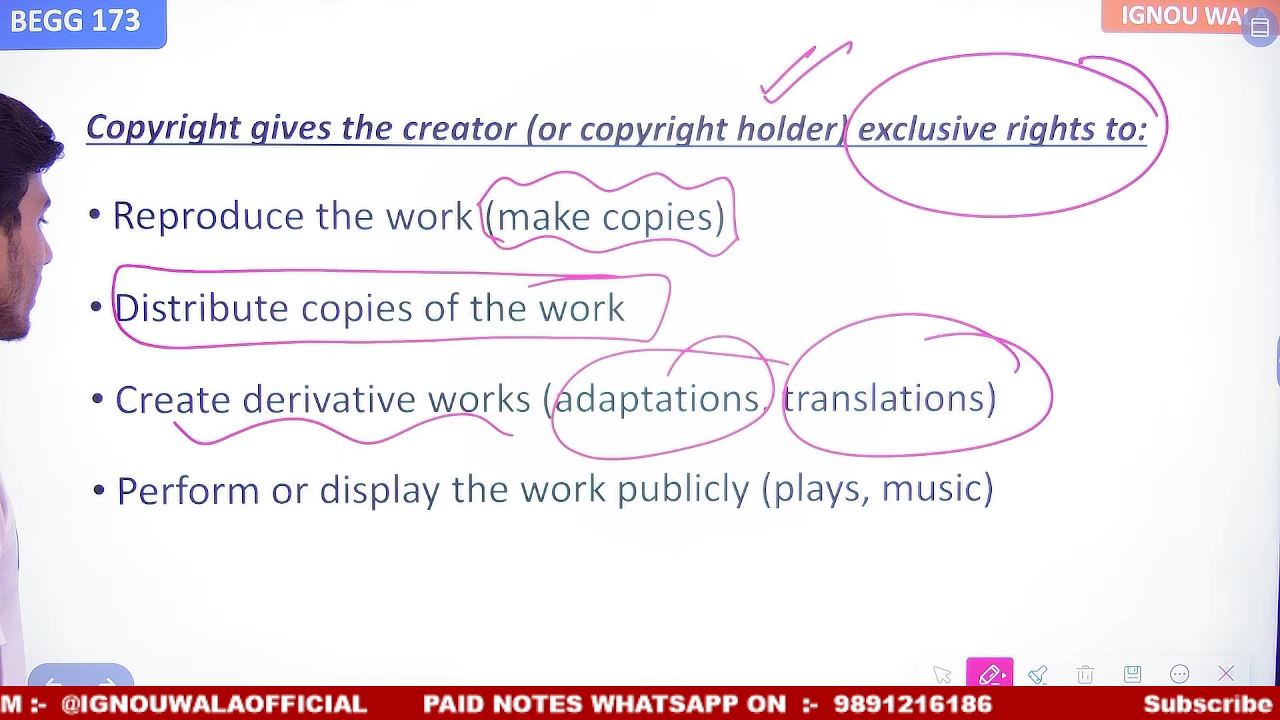 BEGG 173
IGNOU WA
Copyright gives the creator (or copyright holder) exclusive rights to:
• Reproduce the work (make copies)
• Distribute copies of the work
• Create derivative works (adaptations, translations)
• Perform or display the work publicly (plays, music)
M :- @IGNOUWALAOFFICIAL PAID NOTES WHATSAPP ON :- 9891216186 Subscribe